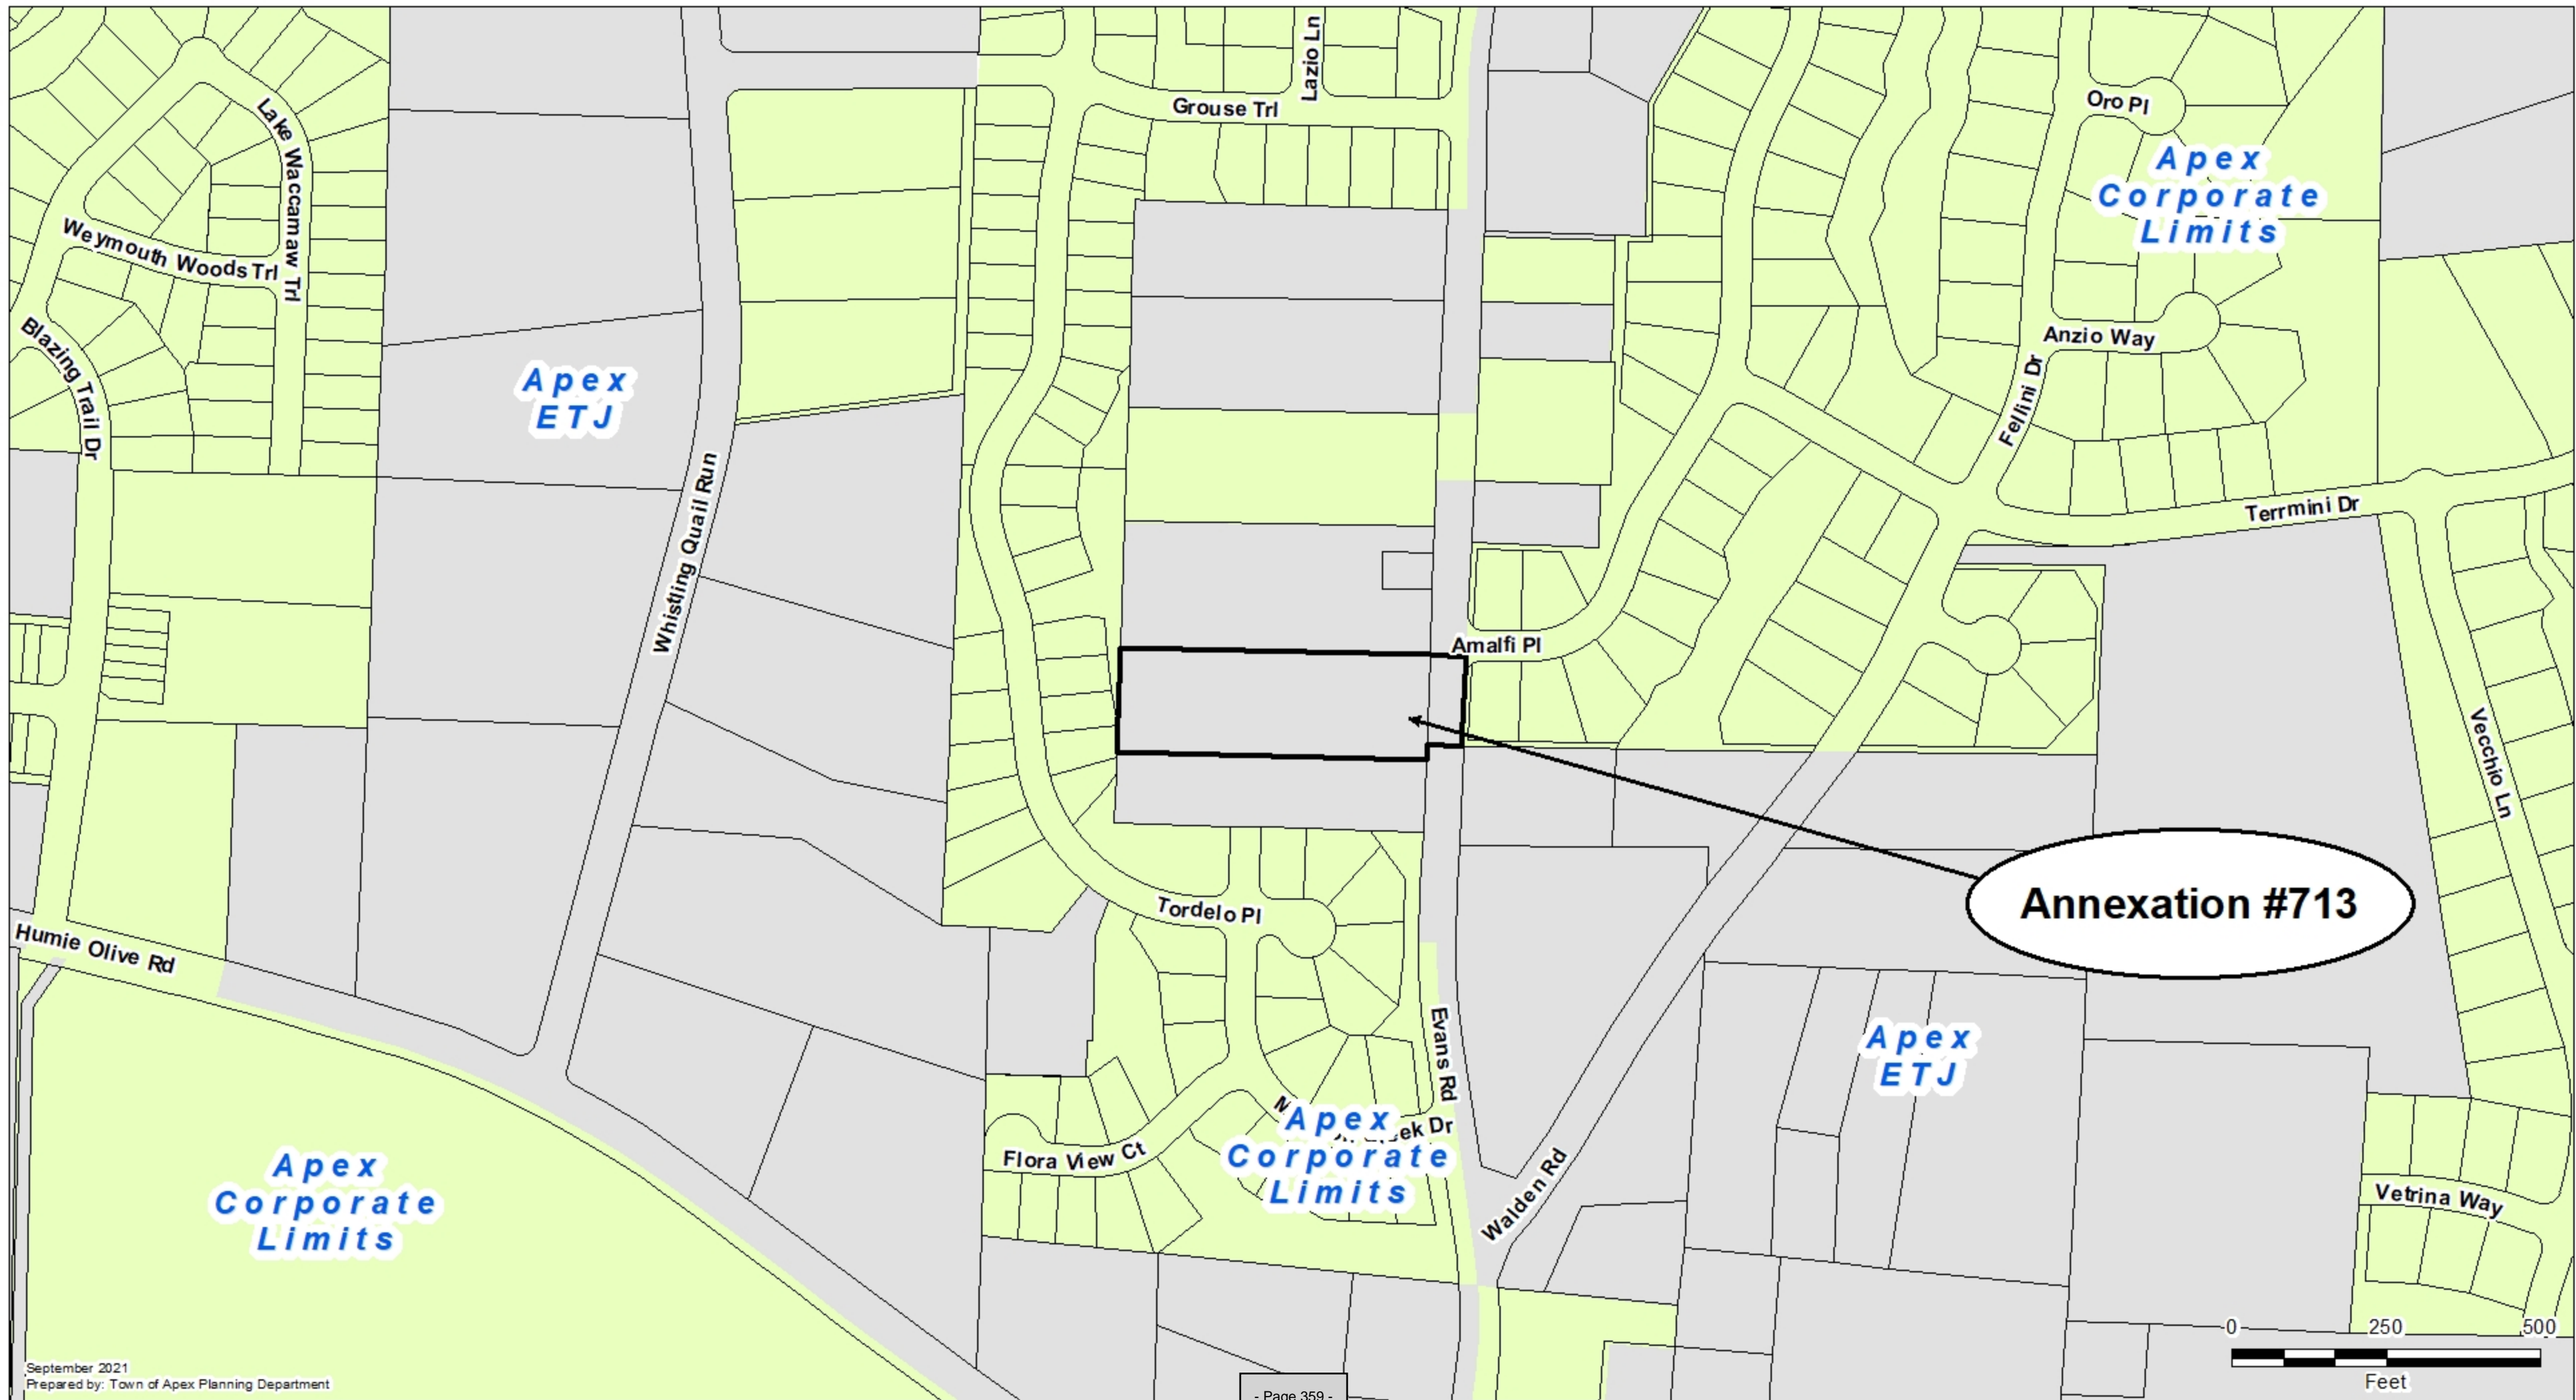 Lazio Ln
Grouse Trl
Oro Pl
Lake Waccamaw Trl
Apex
Corporate
Limits
Weymouth Woods Trl
Blazing Trail Dr
Anzio Way
Fellini Dr
Apex
ETJ
Whistling Quail Run
Terrmini Dr
Amalfi Pl
Vecchio Ln
Annexation #713
Tordelo Pl
Humie Olive Rd
Evans Rd
Apex
ETJ
Apex
Corporate
Limits
ek Dr
Flora View Ct
Apex
Corporate
Limits
Walden Rd
Vetrina Way
0 250 500
Feet
September 2021
Prepared by: Town of Apex Planning Department
- Page 359 -